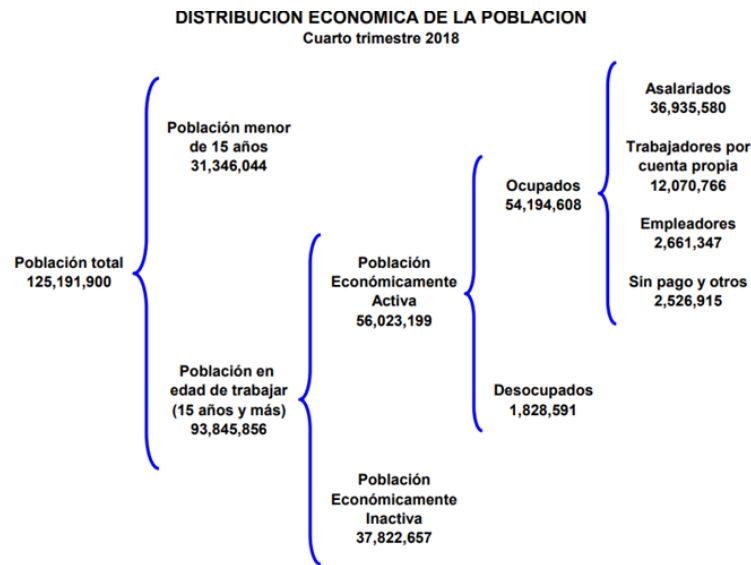 DISTRIBUCION ECONOMICA DE LA POBLACION
Cuarto trimestre 2018
Población total
125,191,900
Población menor
de 15 años
31,346,044
Población en
edad de trabajar
(15 años y más)
93,845,856
Población
Económicamente
Activa
56,023,199
Población
Económicamente
Inactiva
37,822,657
Ocupados
54,194,608
Desocupados
1,828,591
Asalariados
36,935,580
Trabajadores por
cuenta propia
12,070,766
Empleadores
2,661,347
Sin pago y otros
2,526,915